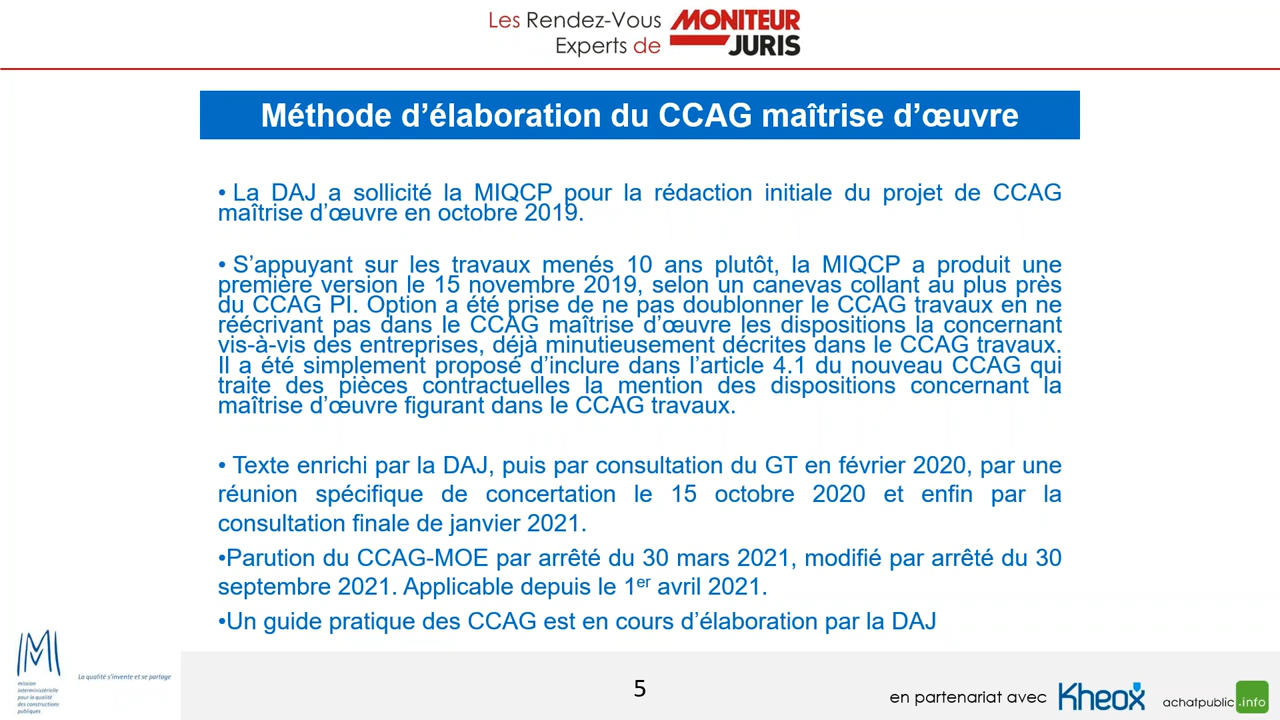 Les Rendez-Vous
Experts de
MONITEUR
JURIS
Méthode d’élaboration du CCAG maîtrise d’œuvre
• La DAJ a sollicité la MIQCP pour la rédaction initiale du projet de CCAG
maîtrise d’œuvre en octobre 2019.
• S’appuyant sur les travaux menés 10 ans plutôt, la MIQCP a produit une
première version le 15 novembre 2019, selon un canevas collant au plus près
du CCAG PI. Option a été prise de ne pas doublonner le CCAG travaux en ne
réécrivant pas dans le CCAG maîtrise d’œuvre les dispositions la concernant
vis-à-vis des entreprises, déjà minutieusement décrites dans le CCAG travaux.
Il a été simplement proposé d’inclure dans l’article 4.1 du nouveau CCAG qui
traite des pièces contractuelles la mention des dispositions concernant la
maîtrise d’œuvre figurant dans le CCAG travaux.
• Texte enrichi par la DAJ, puis par consultation du GT en février 2020, par une
réunion spécifique de concertation le 15 octobre 2020 et enfin par la
consultation finale de janvier 2021.
•Parution du CCAG-MOE par arrêté du 30 mars 2021, modifié par arrêté du 30
septembre 2021. Applicable depuis le 1er avril 2021.
•Un guide pratique des CCAG est en cours d’élaboration par la DAJ
mission
interministérielle
pour la qualité
des constructions
publiques
La qualité s'invente et se partage
5
en partenariat avec
Kheox
achatpublic.info